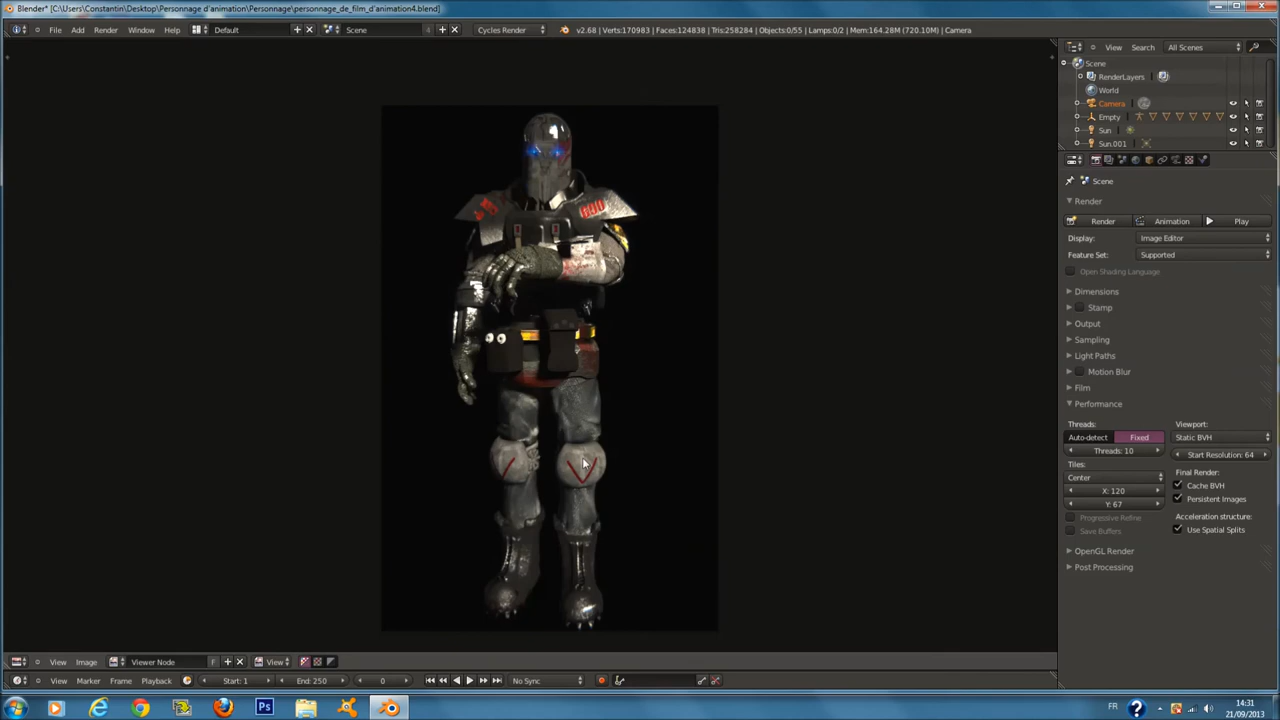 Blender* [C:\Users\Constantin\Desktop\Personnage d'animation\Personnage\personnage_de_film_d'animation4.blend]
File Add Render Window Help Default Scene 4 Cycles Render v2.68 | Verts:170983 | Faces:124838 | Tris:258284 | Objects:0/55 | Lamps:0/2 | Mem:164.28M (720.10M) | Camera
View Search All Scenes
Scene
RenderLayers
World
Camera
Empty
Sun
Sun.001
Scene
Render
Render Animation Play
Display: Image Editor
Feature Set: Supported
Open Shading Language
Dimensions
Stamp
Output
Sampling
Light Paths
Motion Blur
Film
Performance
Threads: Viewport:
Auto-detect Fixed Static BVH
Threads: 10 Start Resolution: 64
Tiles: Final Render:
Center Cache BVH
X: 120 Persistent Images
Y: 67
Progressive Refine Acceleration structure:
Save Buffers Use Spatial Splits
OpenGL Render
Post Processing
View Image Viewer Node F View
View Marker Frame Playback Start: 1 End: 250 0 No Sync
Ps FR 14:31
21/09/2013